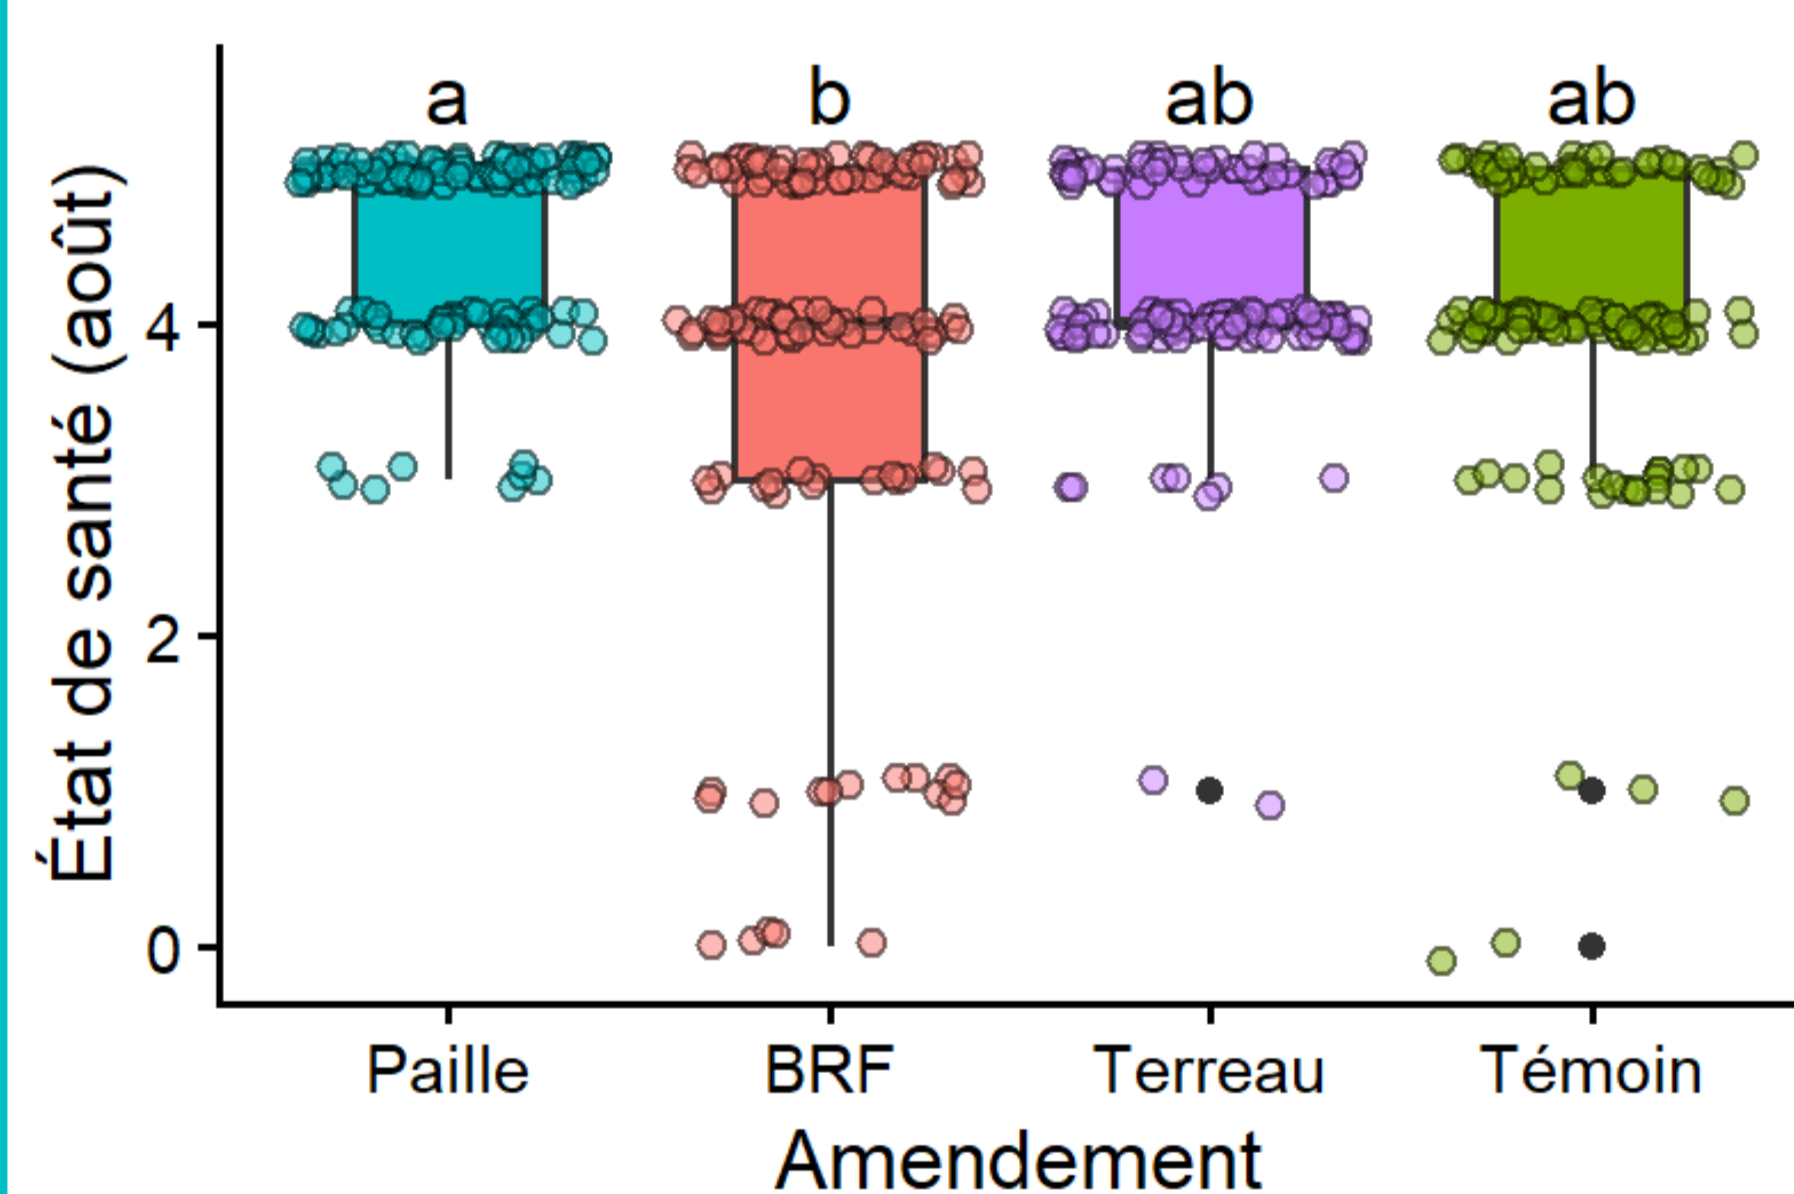 a b ab ab
État de santé (août)
4
2
0
Paille BRF Terreau Témoin
Amendement